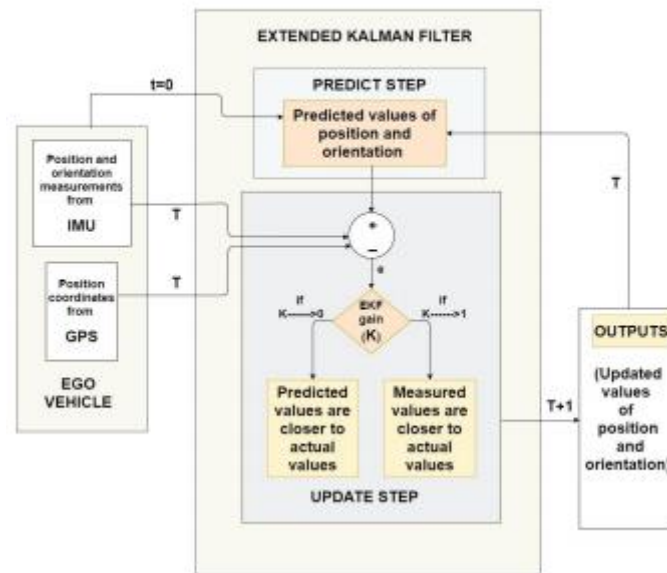 EXTENDED KALMAN FILTER
PREDICT STEP
t=0
Predicted values of
position and
orientation
Position and
orientation
measurements
from
IMU
T
T
Position
coordinates
from
GPS
T
EGO
VEHICLE
+
−
e
if
K------>0
if
K------>1
EKF
gain
(K)
Predicted
values are
closer to
actual
values
Measured
values are
closer to
actual
values
UPDATE STEP
T+1
OUTPUTS
(Updated
values
of
position
and
orientation)